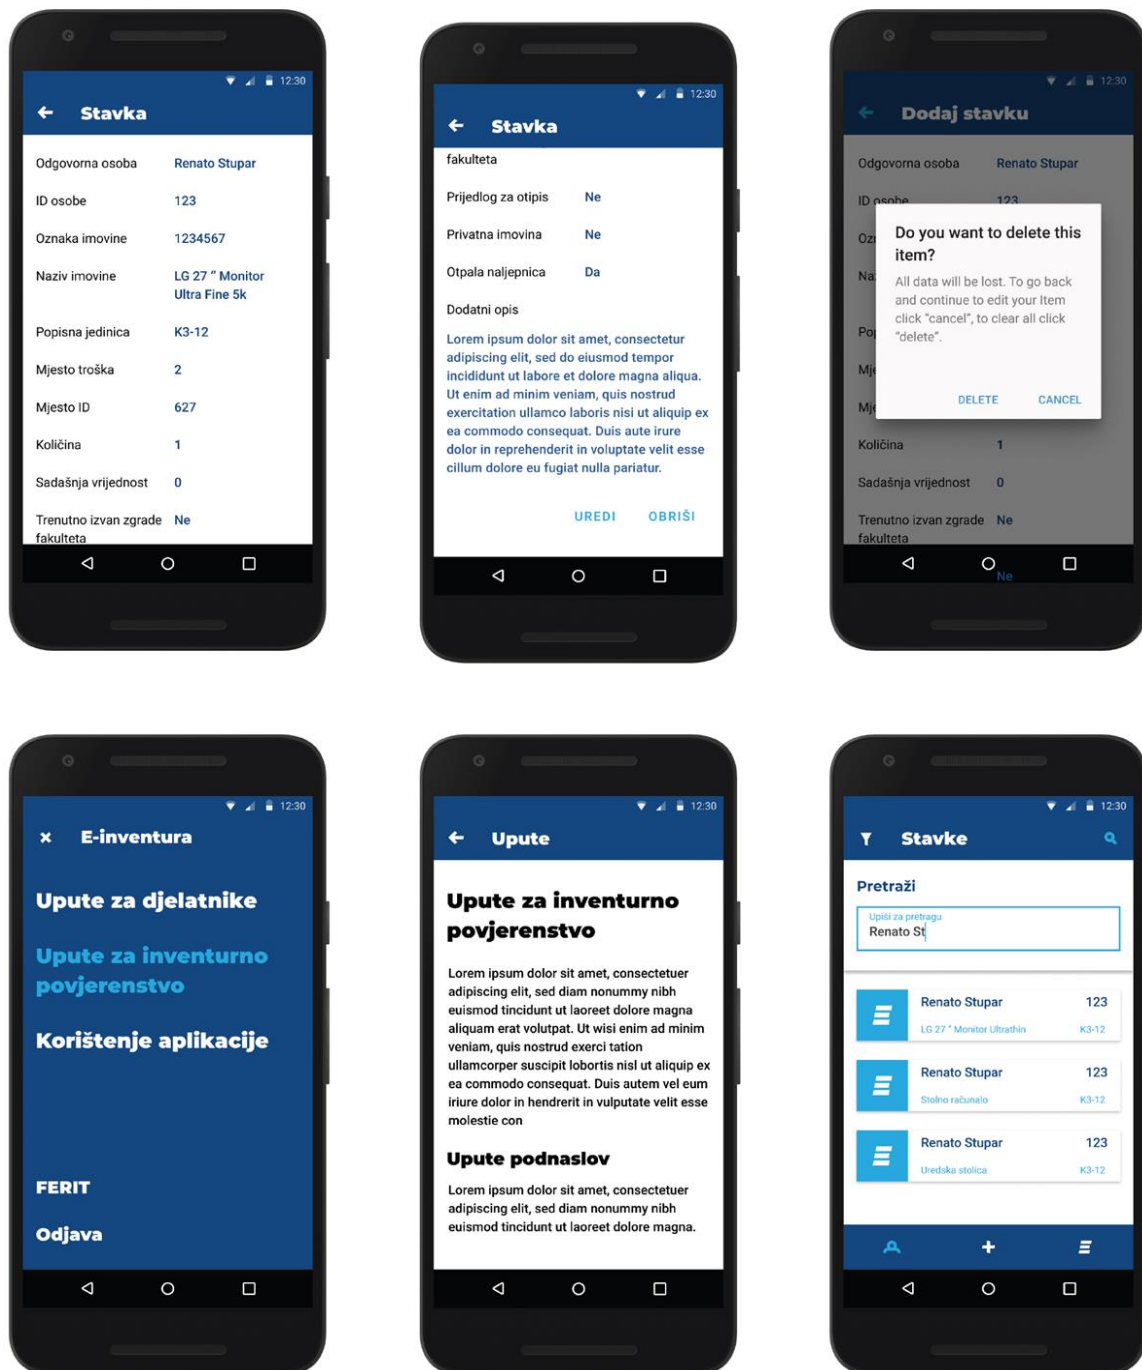 12:30
Stavka
Odgovorna osoba Renato Stupar
ID osobe 123
Oznaka imovine 1234567
Naziv imovine LG 27 " Monitor
Ultra Fine 5k
Popisna jedinica K3-12
Mjesto troška 2
Mjesto ID 627
Količina 1
Sadašnja vrijednost 0
Trenutno izvan zgrade Ne
fakulteta
12:30
Stavka
fakulteta
Prijedlog za otipis Ne
Privatna imovina Ne
Otpala naljepnica Da
Dodatni opis
Lorem ipsum dolor sit amet, consectetur
adipiscing elit, sed do eiusmod tempor
incididunt ut labore et dolore magna aliqua.
Ut enim ad minim veniam, quis nostrud
exercitation ullamco laboris nisi ut aliquip ex
ea commodo consequat. Duis aute irure
dolor in reprehenderit in voluptate velit esse
cillum dolore eu fugiat nulla pariatur.
UREDI OBRIŠI
12:30
Dodaj stavku
Odgovorna osoba Renato Stupar
ID osobe 123
Do you want to delete this
item?
All data will be lost. To go back
and continue to edit your Item
click "cancel", to clear all click
"delete".
DELETE CANCEL
Količina 1
Sadašnja vrijednost 0
Trenutno izvan zgrade Ne
fakulteta
Ne
12:30
E-inventura
Upute za djelatnike
Upute za inventurno
povjerenstvo
Korištenje aplikacije
FERIT
Odjava
12:30
Upute
Upute za inventurno
povjerenstvo
Lorem ipsum dolor sit amet, consectetuer
adipiscing elit, sed diam nonummy nibh
euismod tincidunt ut laoreet dolore magna
aliquam erat volutpat. Ut wisi enim ad minim
veniam, quis nostrud exerci tation
ullamcorper suscipit lobortis nisl ut aliquip ex
ea commodo consequat. Duis autem vel eum
iriure dolor in hendrerit in vulputate velit esse
molestie con
Upute podnaslov
Lorem ipsum dolor sit amet, consectetuer
adipiscing elit, sed diam nonummy nibh
euismod tincidunt ut laoreet dolore magna.
12:30
Stavke
Pretraži
Upiši za pretragu
Renato St
Renato Stupar 123
LG 27 " Monitor Ultrathin K3-12
Renato Stupar 123
Stolno računalo K3-12
Renato Stupar 123
Uredska stolica K3-12